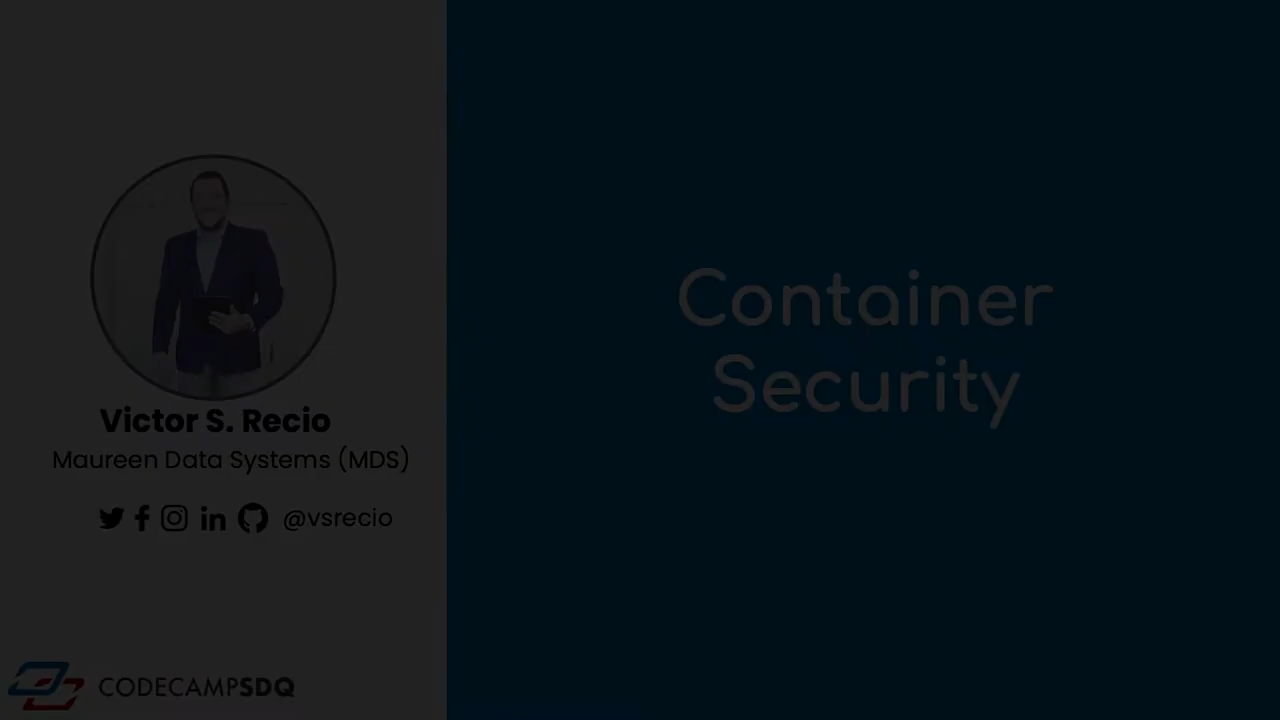 Container
Security
Victor S. Recio
Maureen Data Systems (MDS)
@vsrecio
CODECAMPSDQ